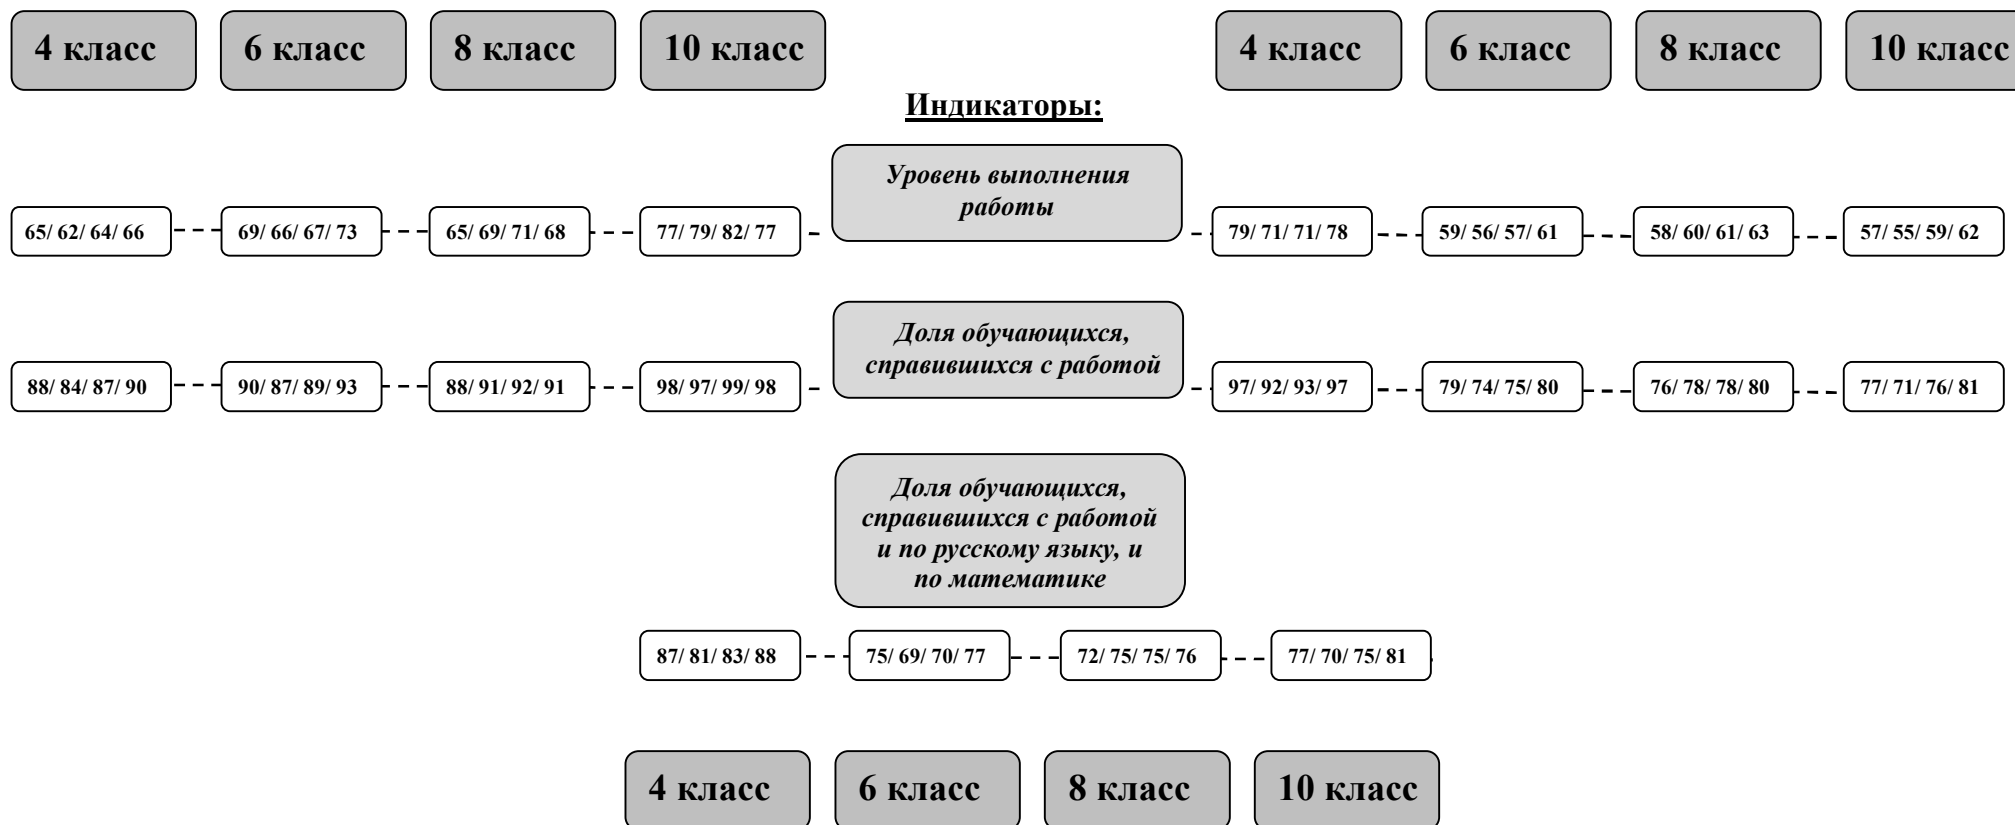 4 класс 6 класс 8 класс 10 класс 4 класс 6 класс 8 класс 10 класс
Индикаторы:
Уровень выполнения
работы
65/ 62/ 64/ 66 69/ 66/ 67/ 73 65/ 69/ 71/ 68 77/ 79/ 82/ 77 79/ 71/ 71/ 78 59/ 56/ 57/ 61 58/ 60/ 61/ 63 57/ 55/ 59/ 62
Доля обучающихся,
справившихся с работой
88/ 84/ 87/ 90 90/ 87/ 89/ 93 88/ 91/ 92/ 91 98/ 97/ 99/ 98 97/ 92/ 93/ 97 79/ 74/ 75/ 80 76/ 78/ 78/ 80 77/ 71/ 76/ 81
Доля обучающихся,
справившихся с работой
и по русскому языку, и
по математике
87/ 81/ 83/ 88 75/ 69/ 70/ 77 72/ 75/ 75/ 76 77/ 70/ 75/ 81
4 класс 6 класс 8 класс 10 класс